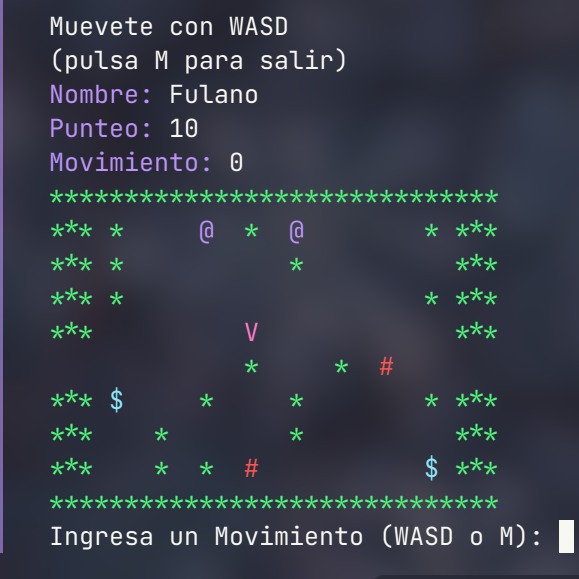 Muevete con WASD
(pulsa M para salir)
Nombre: Fulano
Punteo: 10
Movimiento: 0
******************************
*** *     @  *  @        * ***
*** *           *          ***
*** *                    * ***
***          V             ***
             *     *  #
*** $     *     *        * ***
***    *        *          ***
***    *  *  #           $ ***
******************************
Ingresa un Movimiento (WASD o M):